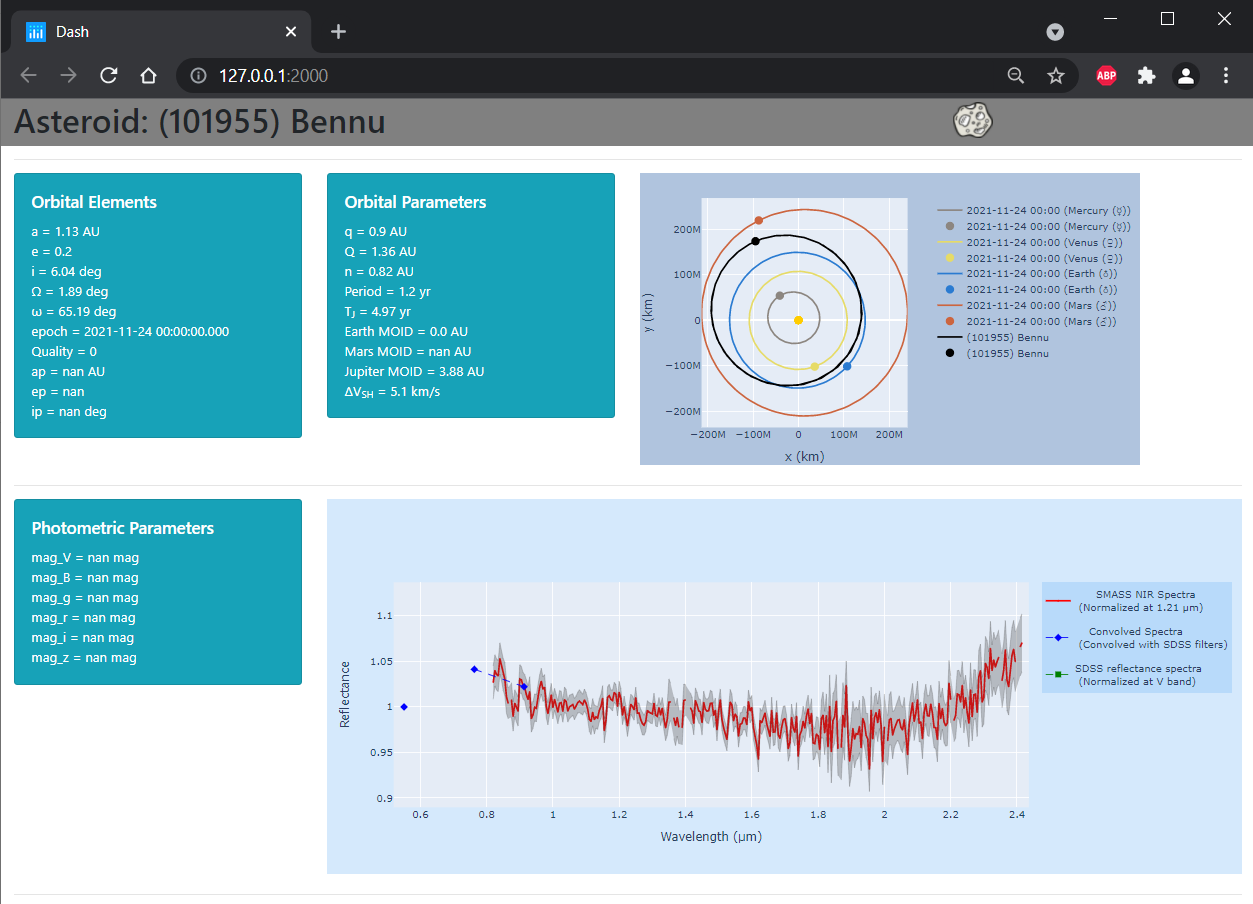 Dash
127.0.0.1:2000
ABP
Asteroid: (101955) Bennu
Orbital Elements
a = 1.13 AU
e = 0.2
i = 6.04 deg
Ω = 1.89 deg
ω = 65.19 deg
epoch = 2021-11-24 00:00:00.000
Quality = 0
ap = nan AU
ep = nan
ip = nan deg
Orbital Parameters
q = 0.9 AU
Q = 1.36 AU
n = 0.82 AU
Period = 1.2 yr
TJ = 4.97 yr
Earth MOID = 0.0 AU
Mars MOID = nan AU
Jupiter MOID = 3.88 AU
ΔVSH = 5.1 km/s
200M
100M
0
−100M
−200M
y (km)
−200M −100M 0 100M 200M
x (km)
2021-11-24 00:00 (Mercury (☿))
2021-11-24 00:00 (Mercury (☿))
2021-11-24 00:00 (Venus (♀))
2021-11-24 00:00 (Venus (♀))
2021-11-24 00:00 (Earth (♁))
2021-11-24 00:00 (Earth (♁))
2021-11-24 00:00 (Mars (♂))
2021-11-24 00:00 (Mars (♂))
(101955) Bennu
(101955) Bennu
Photometric Parameters
mag_V = nan mag
mag_B = nan mag
mag_g = nan mag
mag_r = nan mag
mag_i = nan mag
mag_z = nan mag
1.1
1.05
1
0.95
0.9
Reflectance
0.6 0.8 1 1.2 1.4 1.6 1.8 2 2.2 2.4
Wavelength (μm)
SMASS NIR Spectra
(Normalized at 1.21 μm)
Convolved Spectra
(Convolved with SDSS filters)
SDSS reflectance spectra
(Normalized at V band)